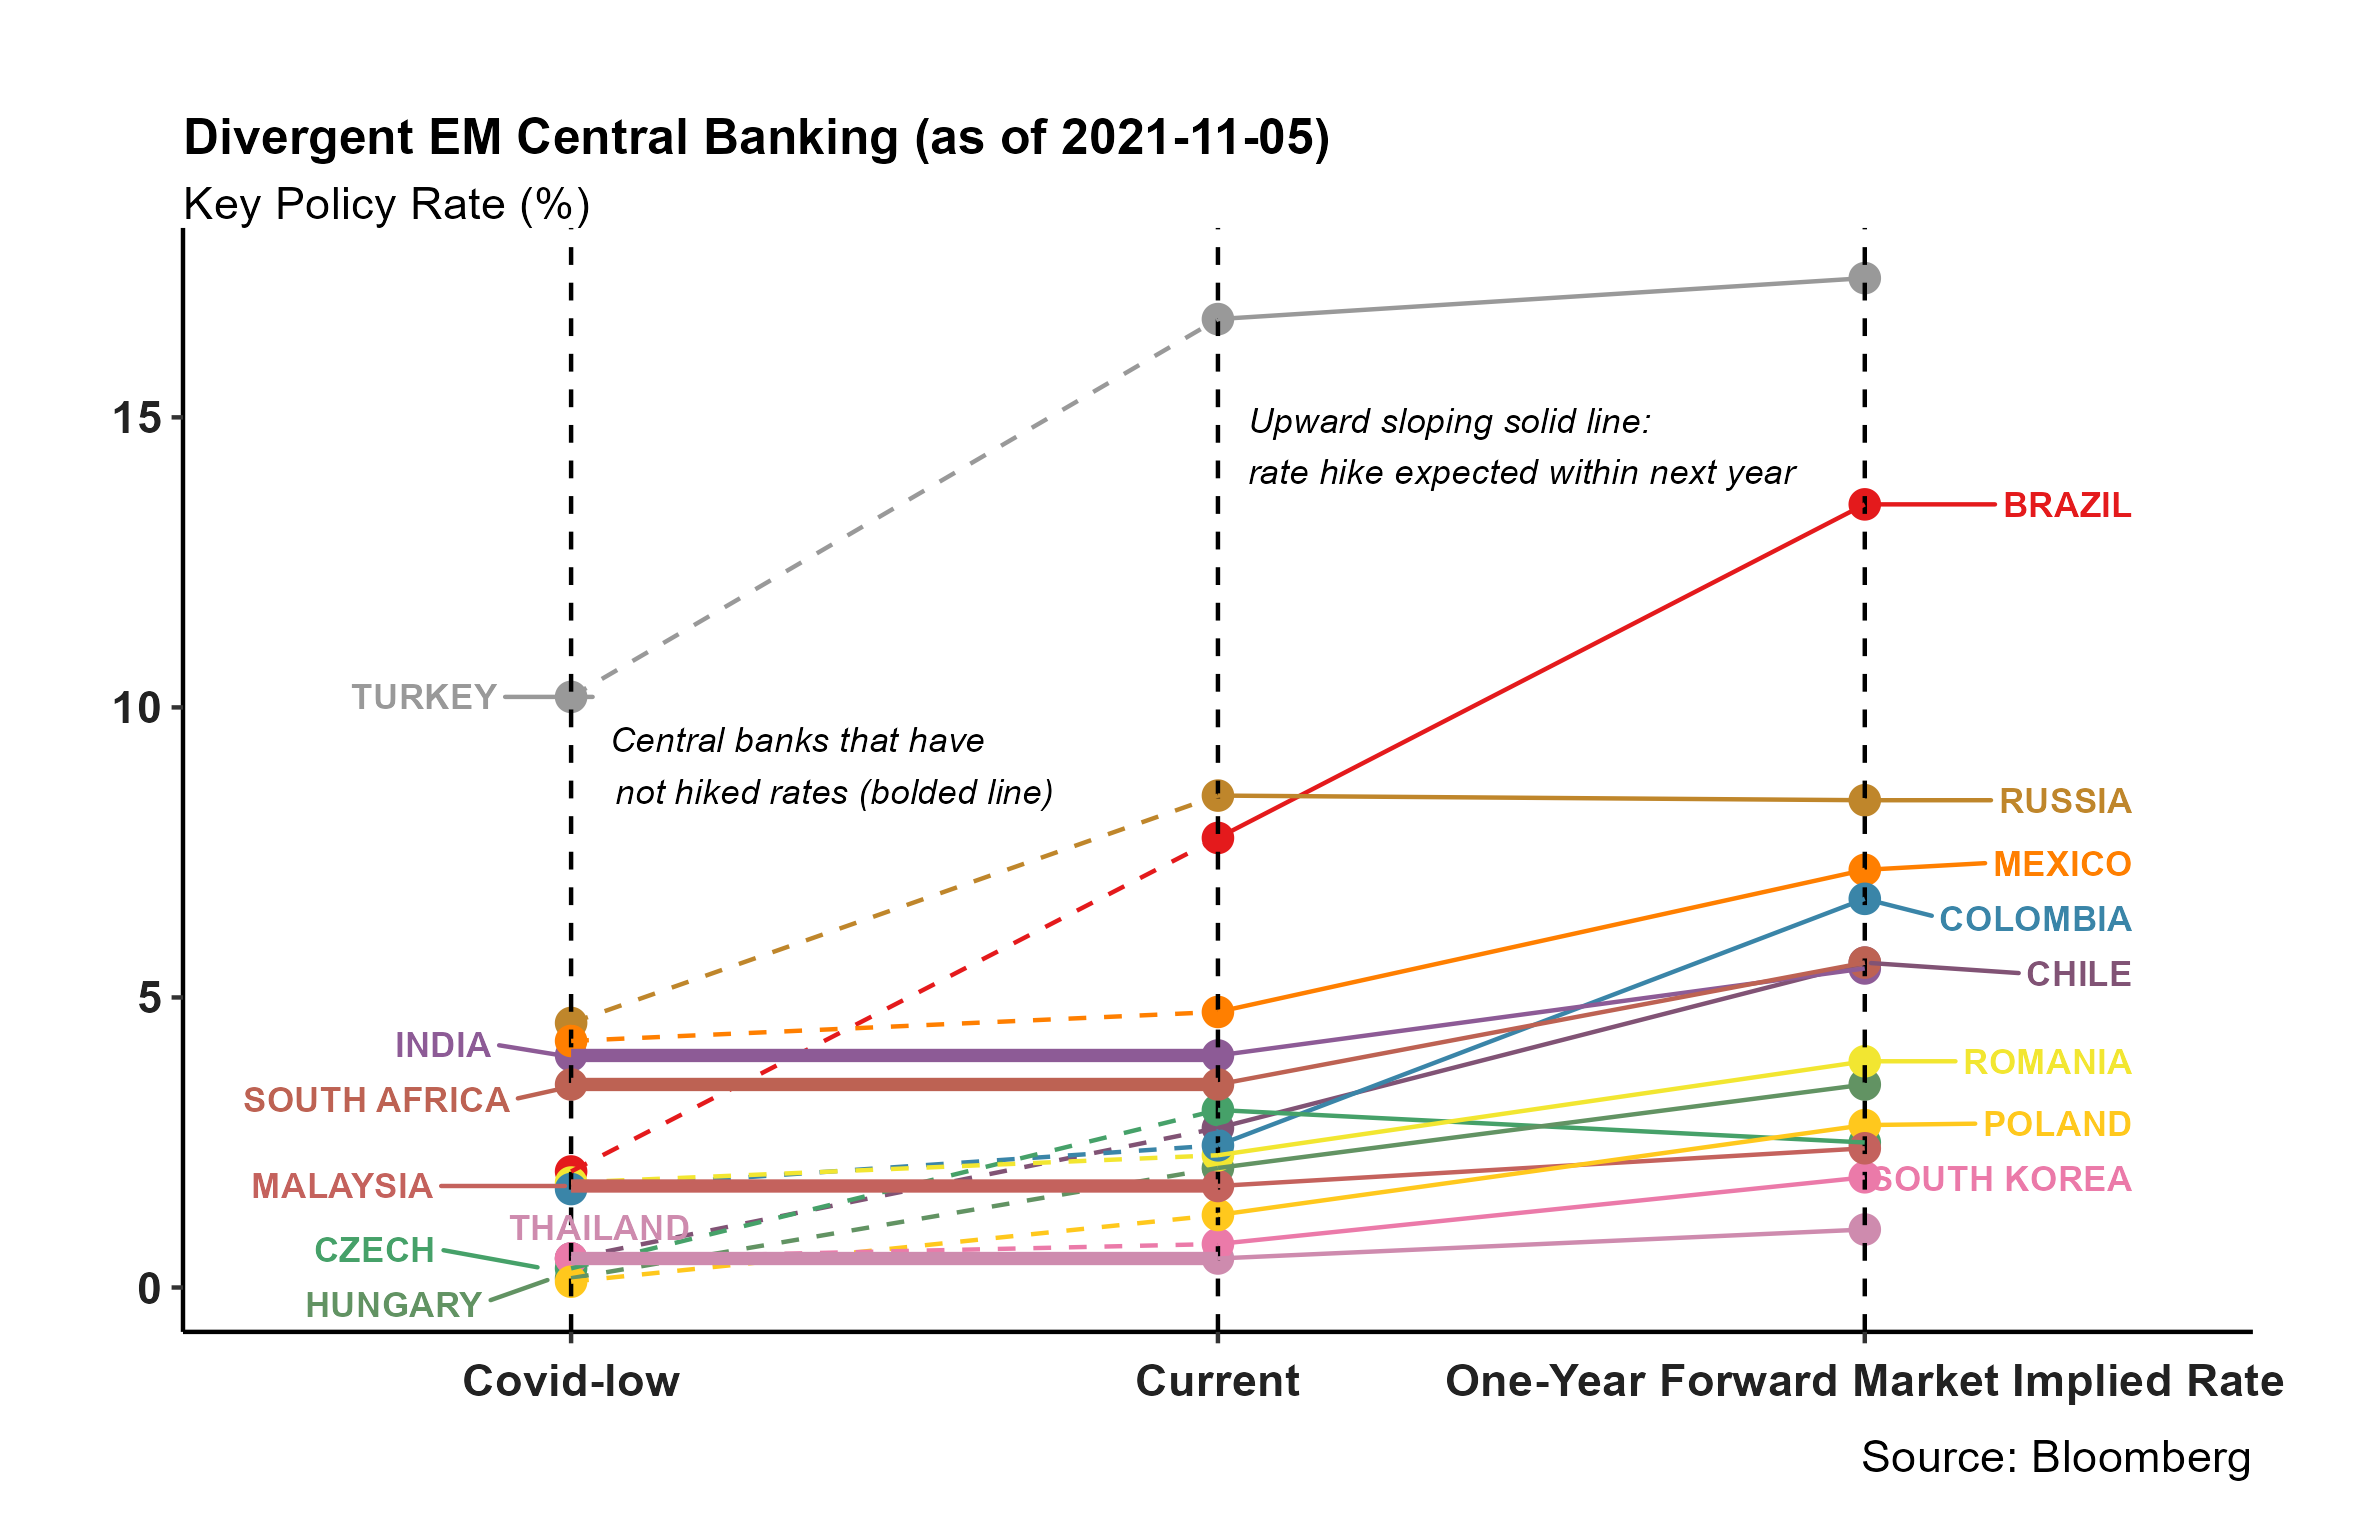 Divergent EM Central Banking (as of 2021-11-05)
Key Policy Rate (%)
15
10
5
0
Upward sloping solid line:
rate hike expected within next year
Central banks that have
not hiked rates (bolded line)
TURKEY
INDIA
SOUTH AFRICA
MALAYSIA
THAILAND
CZECH
HUNGARY
BRAZIL
RUSSIA
MEXICO
COLOMBIA
CHILE
ROMANIA
POLAND
SOUTH KOREA
Covid-low
Current
One-Year Forward Market Implied Rate
Source: Bloomberg